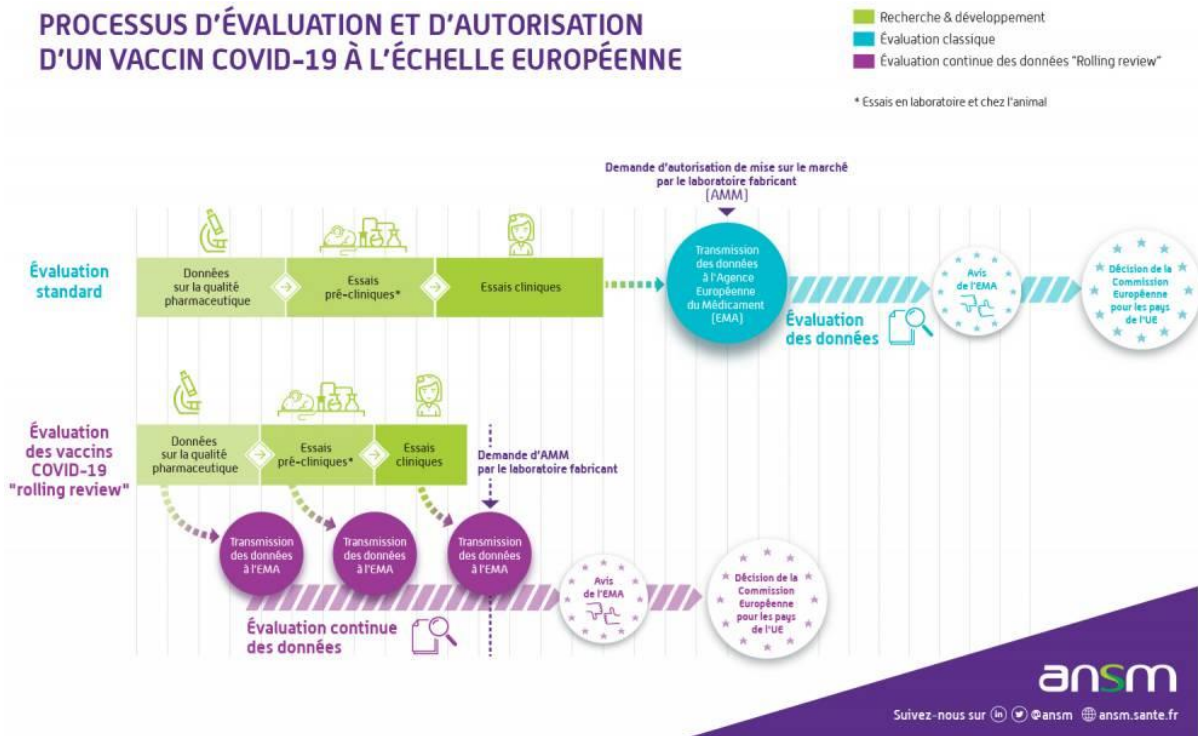 PROCESSUS D'ÉVALUATION ET D'AUTORISATION
D'UN VACCIN COVID-19 À L'ÉCHELLE EUROPÉENNE
Recherche & développement
Évaluation classique
Évaluation continue des données "Rolling review"
* Essais en laboratoire et chez l'animal
Demande d'autorisation de mise sur le marché
par le laboratoire fabricant
(AMM)
Évaluation
standard
Données
sur la qualité
pharmaceutique
Essais
pré-cliniques*
Essais cliniques
Transmission
des données
à l'Agence
Européenne
du Médicament
(EMA)
Évaluation
des données
Avis
de l'EMA
Décision de la
Commission
Européenne
pour les pays
de l'UE
Évaluation
des vaccins
COVID-19
"rolling review"
Données
sur la qualité
pharmaceutique
Essais
pré-cliniques*
Essais
cliniques
Demande d'AMM
par le laboratoire fabricant
Transmission
des données
à l'EMA
Transmission
des données
à l'EMA
Transmission
des données
à l'EMA
Évaluation continue
des données
Avis
de l'EMA
Décision de la
Commission
Européenne
pour les pays
de l'UE
ansm
Suivez-nous sur in @ansm ansm.sante.fr